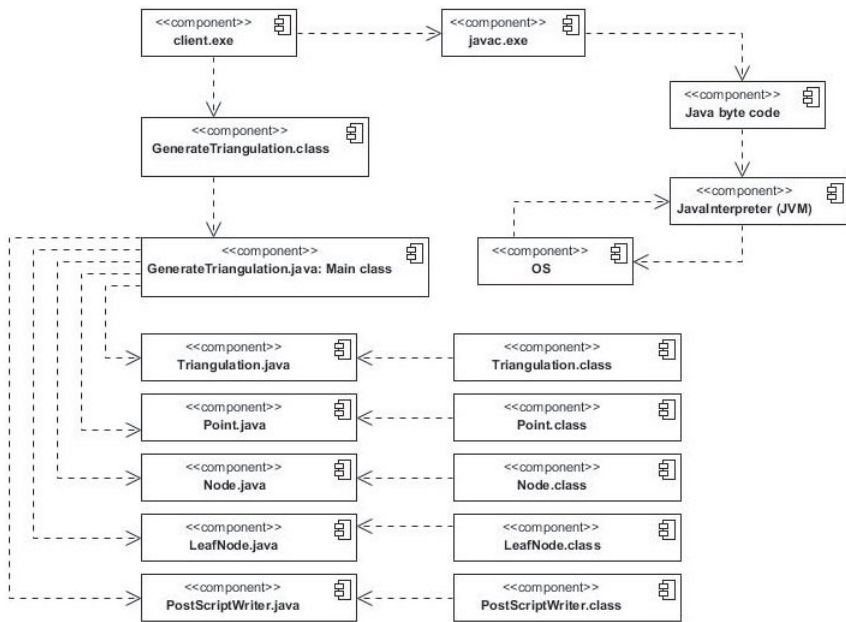 <<component>>
client.exe
<<component>>
javac.exe
<<component>>
Java byte code
<<component>>
GenerateTriangulation.class
<<component>>
JavaInterpreter (JVM)
<<component>>
GenerateTriangulation.java: Main class
<<component>>
OS
<<component>>
Triangulation.java
<<component>>
Triangulation.class
<<component>>
Point.java
<<component>>
Point.class
<<component>>
Node.java
<<component>>
Node.class
<<component>>
LeafNode.java
<<component>>
LeafNode.class
<<component>>
PostScriptWriter.java
<<component>>
PostScriptWriter.class